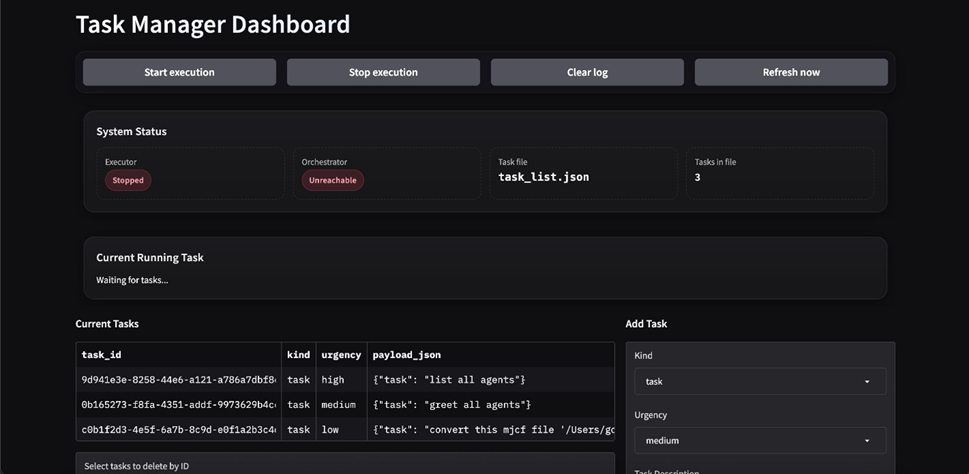 Task Manager Dashboard
Start execution Stop execution Clear log Refresh now
System Status
Executor Orchestrator Task file Tasks in file
Stopped Unreachable task_list.json 3
Current Running Task
Waiting for tasks...
Current Tasks
task_id kind urgency payload_json
9d941e3e-8258-44e6-a121-a786a7dbf8 task high {"task": "list all agents"}
0b165273-f8fa-4351-addf-9973629b4c task medium {"task": "greet all agents"}
c0b1f2d3-4e5f-6a7b-8c9d-e0f1a2b3c4 task low {"task": "convert this mjcf file '/Users/go
Select tasks to delete by ID
Add Task
Kind
task
Urgency
medium
Task Description